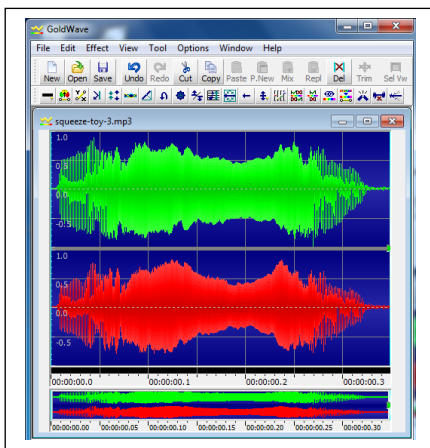 GoldWave
File Edit Effect View Tool Options Window Help
New Open Save Undo Redo Cut Copy Paste P.New Mix Repl Del Trim Sel Vw
squeeze-toy-3.mp3
1.0
0.5
0.0
-0.5
1.0
0.5
0.0
-0.5
00:00:00.0 00:00:00.1 00:00:00.2 00:00:00.3
00:00:00.00 00:00:00.05 00:00:00.10 00:00:00.15 00:00:00.20 00:00:00.25 00:00:00.30